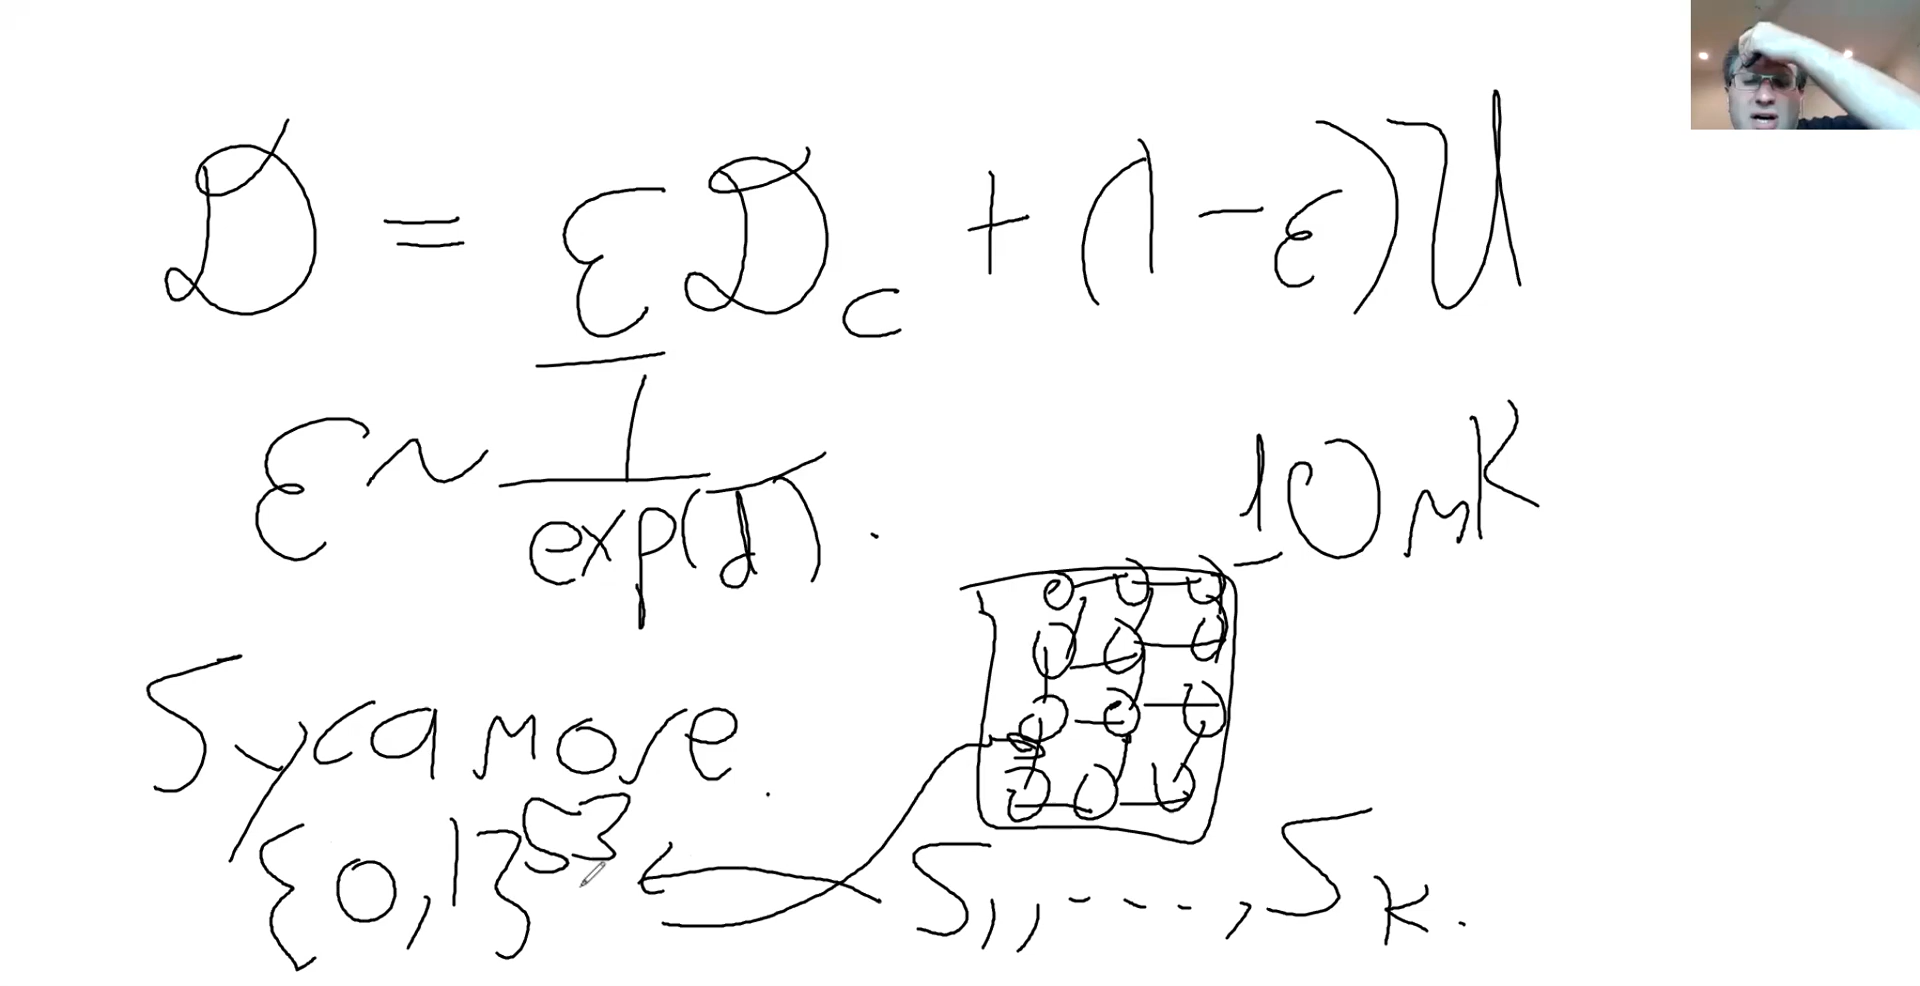 D = εD_c + (1-ε)U
ε ~ 1/exp(d).
10mK
Sycamore.
{0,1}^53
S_1, ----, S_k.